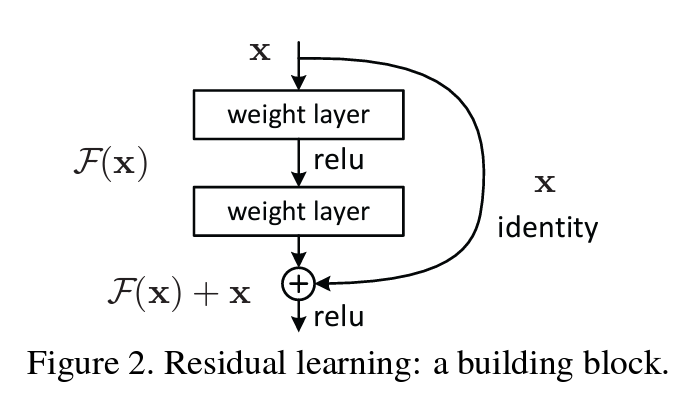 x
weight layer
relu
F(x)
x
weight layer
identity
F(x) + x
+
relu
Figure 2. Residual learning: a building block.